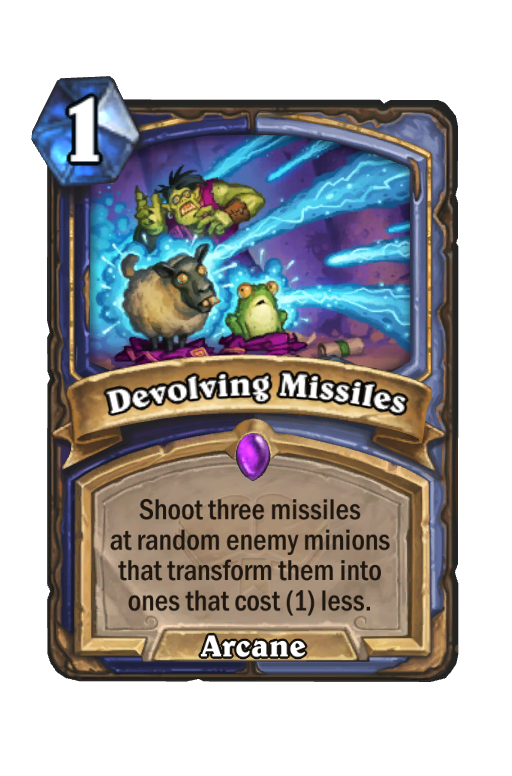 1
Devolving Missiles
Shoot three missiles
at random enemy minions
that transform them into
ones that cost (1) less.
Arcane